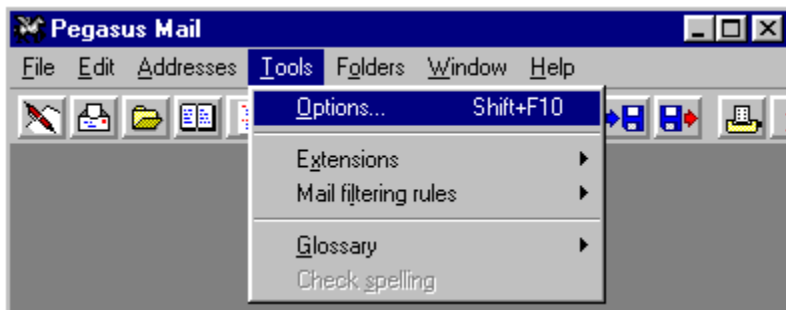 Pegasus Mail
File Edit Addresses Tools Folders Window Help
Options... Shift+F10
Extensions
Mail filtering rules
Glossary
Check spelling